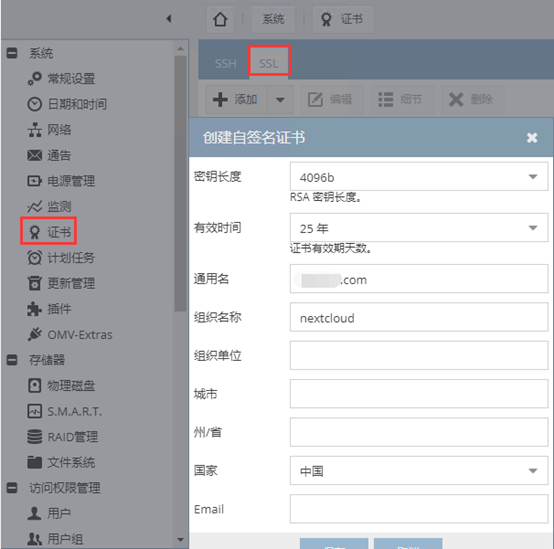 系统
证书
系统
常规设置
日期和时间
网络
通告
电源管理
监测
证书
计划任务
更新管理
插件
OMV-Extras
存储器
物理磁盘
S.M.A.R.T.
RAID管理
文件系统
访问权限管理
用户
用户组
SSH
SSL
添加
编辑
细节
删除
创建自签名证书
密钥长度
4096b
RSA 密钥长度。
有效时间
25 年
证书有效期天数。
通用名
.com
组织名称
nextcloud
组织单位
城市
州/省
国家
中国
Email